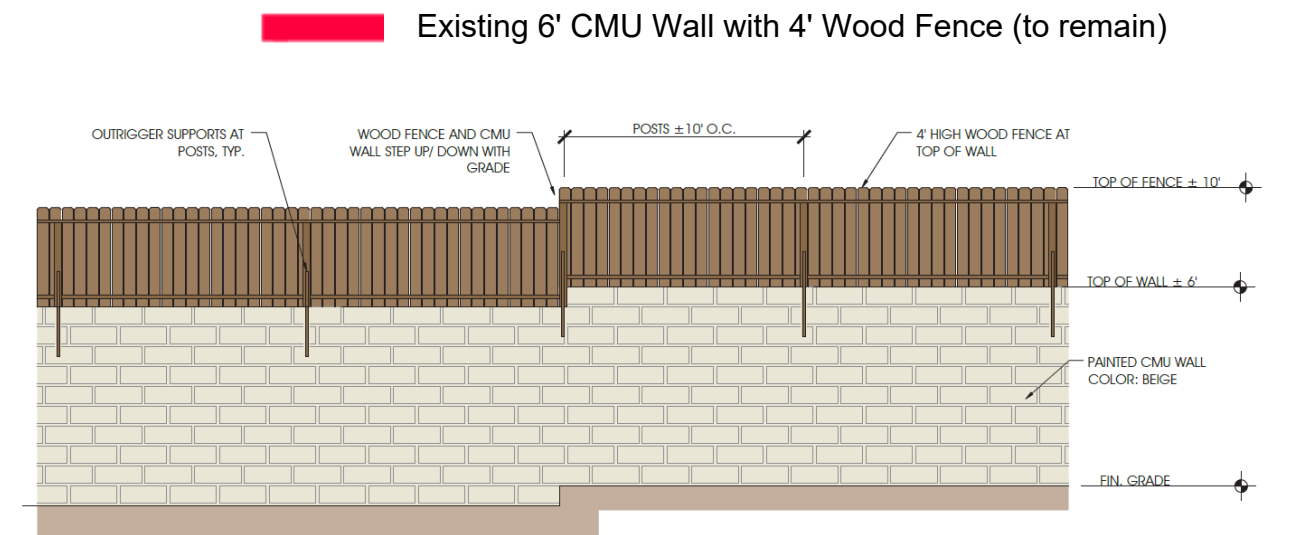 Existing 6' CMU Wall with 4' Wood Fence (to remain)
OUTRIGGER SUPPORTS AT
POSTS, TYP.
WOOD FENCE AND CMU
WALL STEP UP/ DOWN WITH
GRADE
POSTS ±10' O.C.
4' HIGH WOOD FENCE AT
TOP OF WALL
TOP OF FENCE ± 10'
TOP OF WALL ± 6'
PAINTED CMU WALL
COLOR: BEIGE
FIN. GRADE